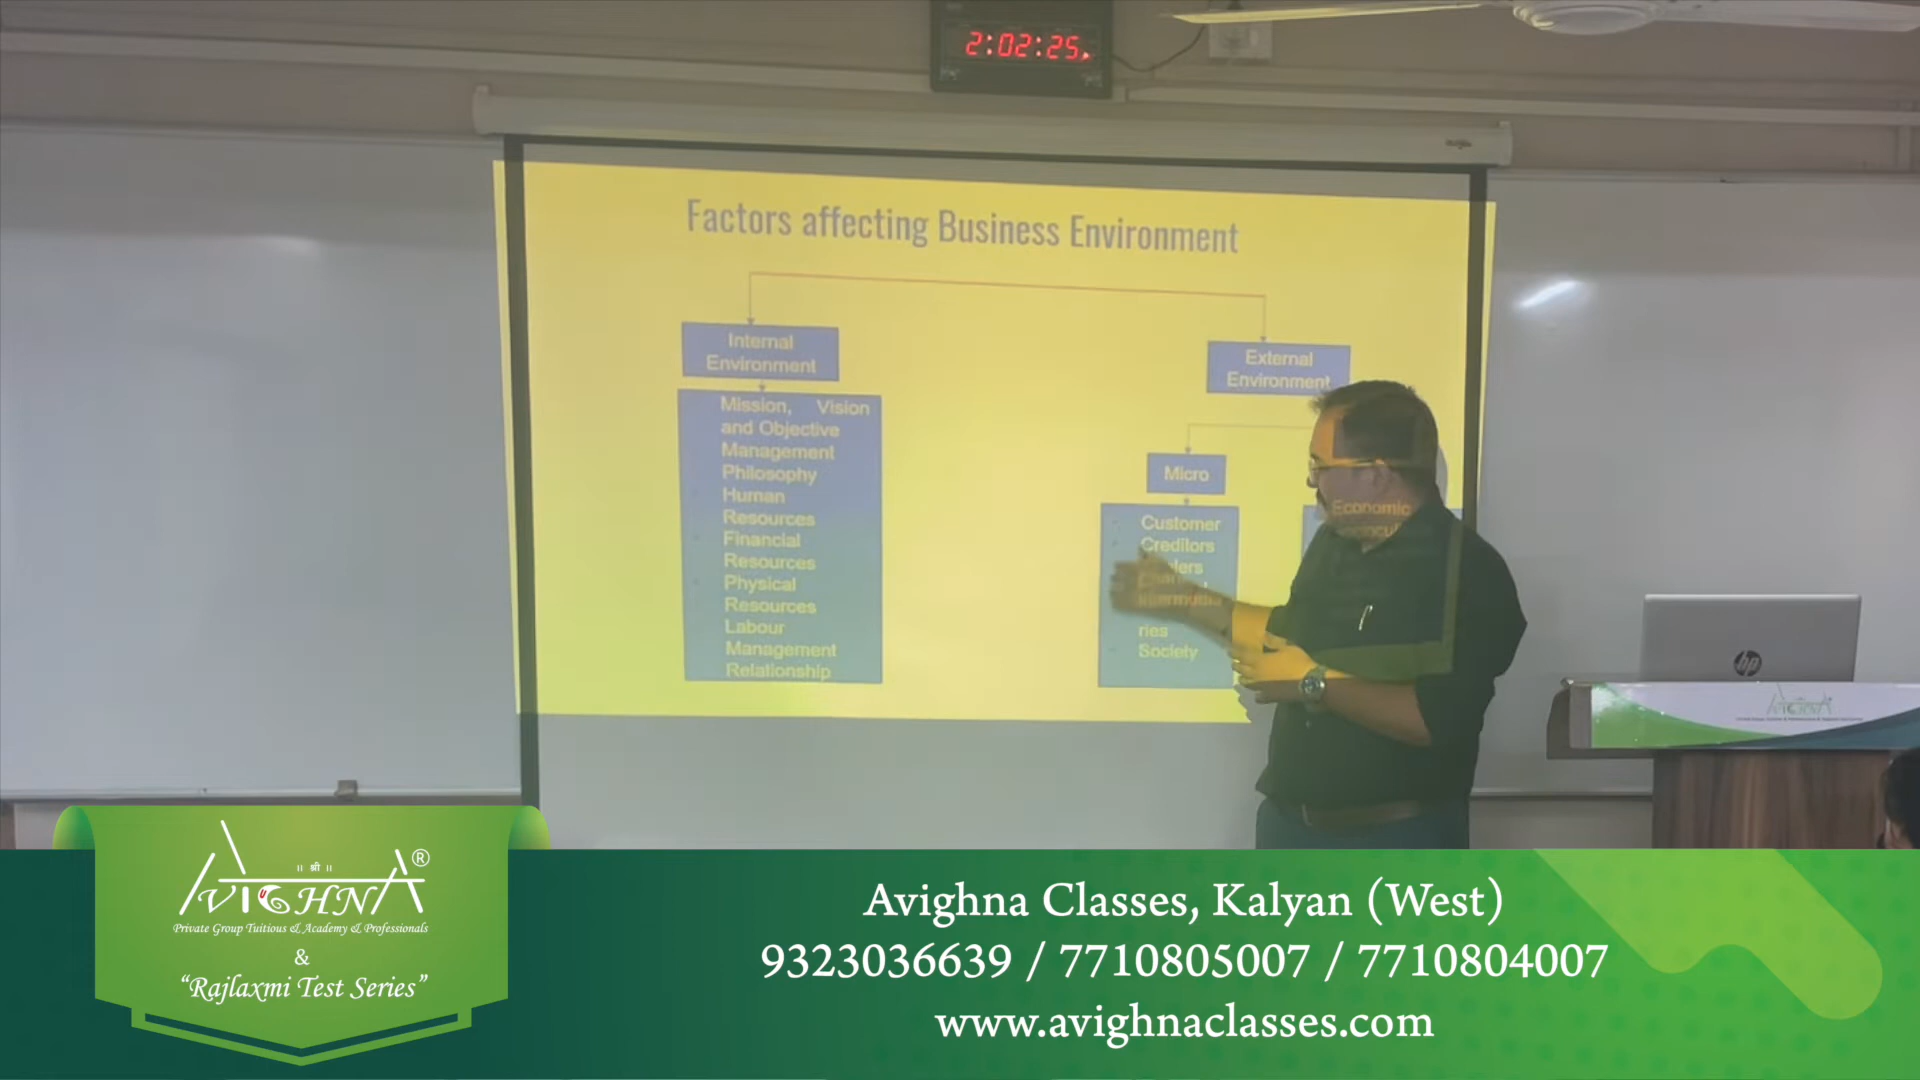 2:02:25
Factors affecting Business Environment
Internal
Environment
Mission, Vision
and Objective
Management
Philosophy
Human
Resources
Financial
Resources
Physical
Resources
Labour
Management
Relationship
External
Environment
Micro
Customer
Creditors
ries
Society
Economic
hp
AVIGHNA
॥ श्री ॥
AVIGHNA®
Private Group Tuitions & Academy & Professionals
&
“Rajlaxmi Test Series”
Avighna Classes, Kalyan (West)
9323036639 / 7710805007 / 7710804007
www.avighnaclasses.com